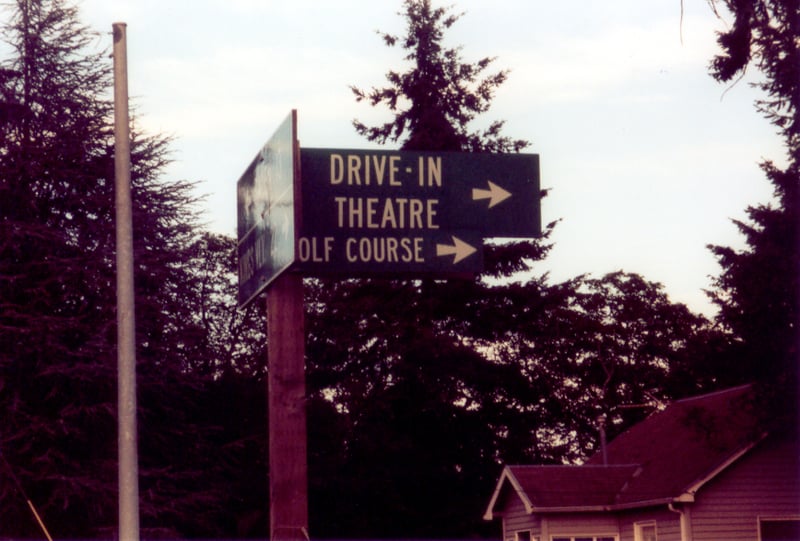 DRIVE-IN
THEATRE
OLF COURSE